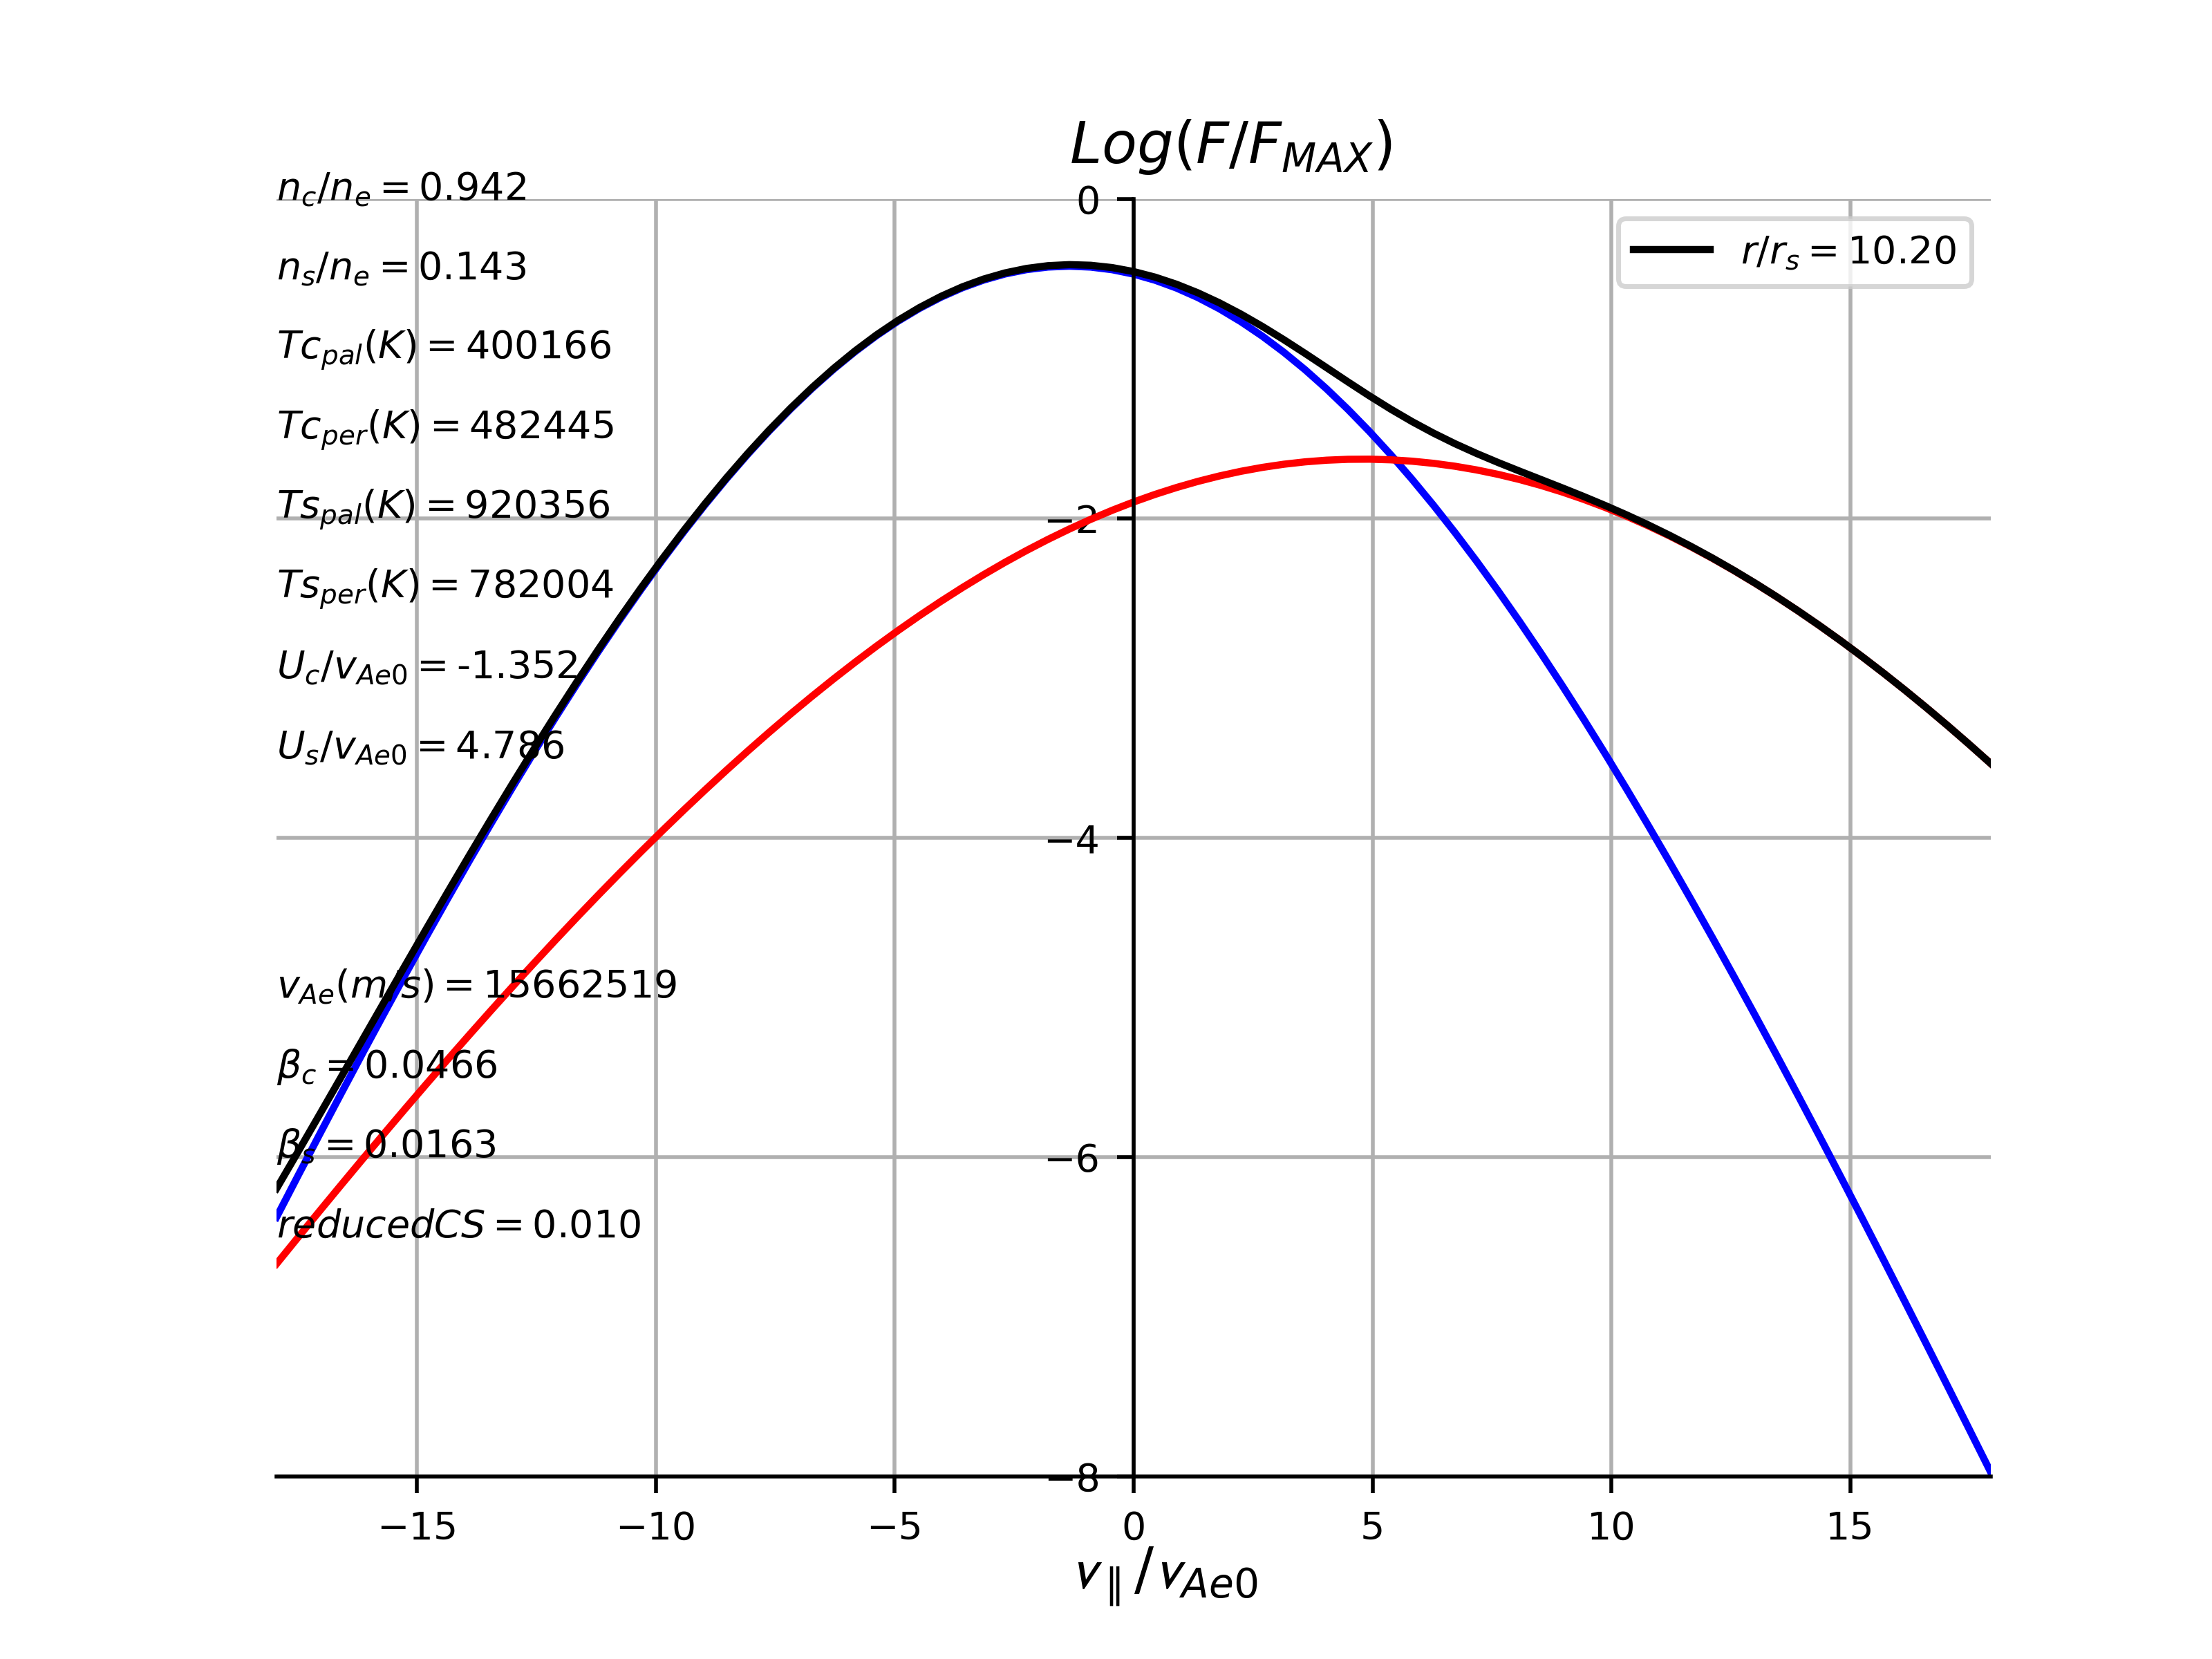 Log(F/F_MAX)
n_c/n_e = 0.942
0
r/r_s = 10.20
n_s/n_e = 0.143
Tc_pal(K) = 400166
Tc_per(K) = 482445
Ts_pal(K) = 920356
−2
Ts_per(K) = 782004
U_c/v_Ae0 = -1.352
U_s/v_Ae0 = 4.786
−4
v_Ae(m/s) = 15662519
β_c = 0.0466
β_s = 0.0163
−6
reducedCS = 0.010
−8
−15 −10 −5 0 5 10 15
v_∥/v_Ae0